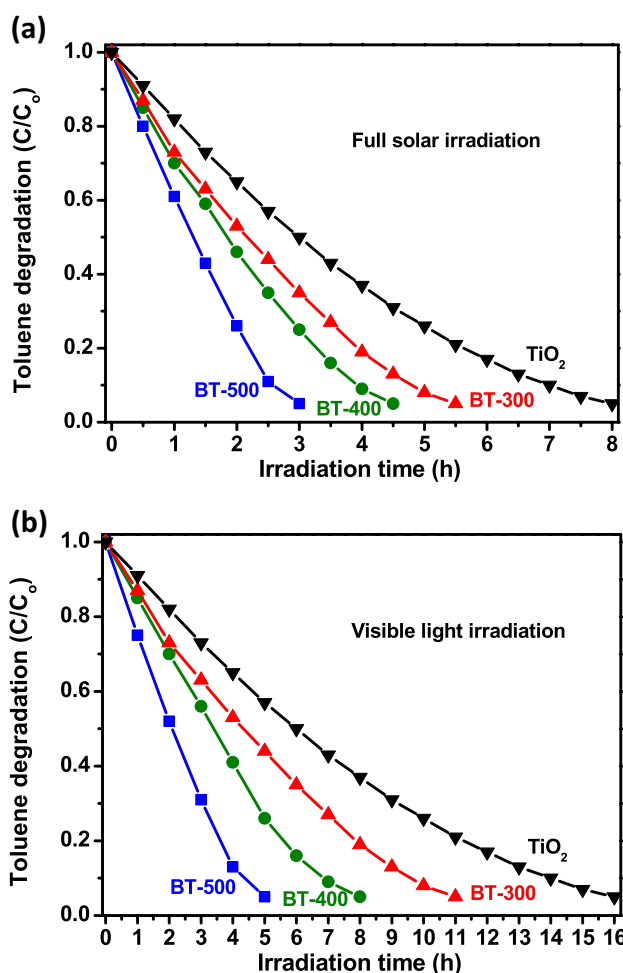 (a)
Toluene degradation (C/Co)
1.0
0.8
0.6
0.4
0.2
0.0
Full solar irradiation
TiO2
BT-500
BT-400
BT-300
0 1 2 3 4 5 6 7 8
Irradiation time (h)
(b)
Toluene degradation (C/Co)
1.0
0.8
0.6
0.4
0.2
0.0
Visible light irradiation
TiO2
BT-500
BT-400
BT-300
0 1 2 3 4 5 6 7 8 9 10 11 12 13 14 15 16
Irradiation time (h)